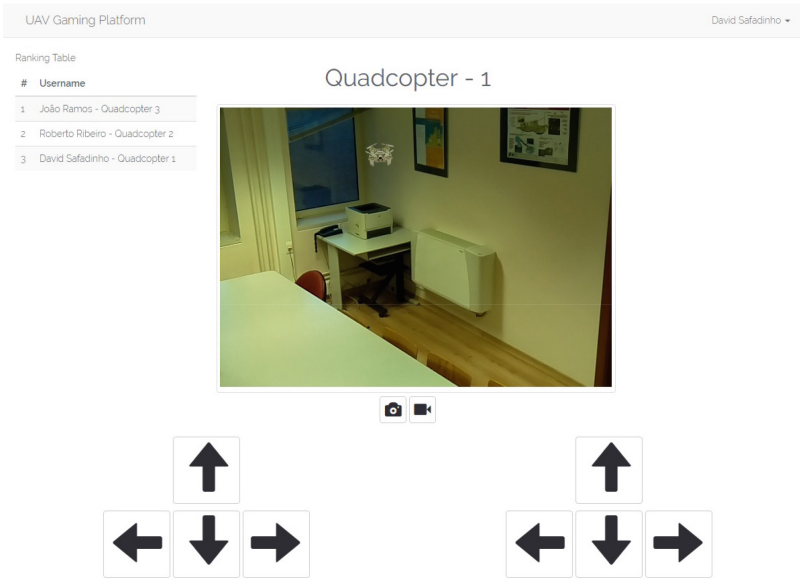 UAV Gaming Platform
David Safadinho
Ranking Table
# Username
1 João Ramos - Quadcopter 3
2 Roberto Ribeiro - Quadcopter 2
3 David Safadinho - Quadcopter 1
Quadcopter - 1